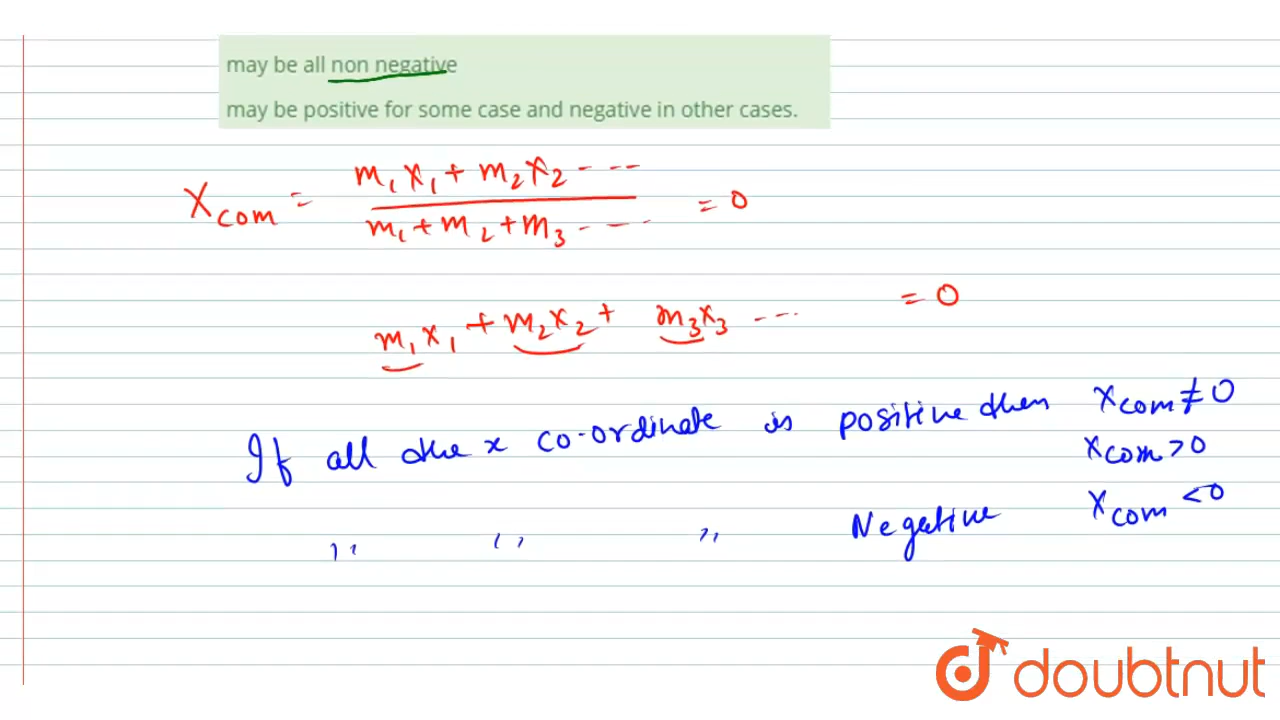 may be all non negative
may be positive for some case and negative in other cases.
X com = m₁x₁ + m₂x₂ - - - -
m₁ + m₂ + m₃ - - - - = 0
m₁x₁ + m₂x₂ + m₃x₃ - - - - = 0
If all the x co-ordinate is positive then xcom ≠ 0
xcom > 0
,, ,, ,, Negative xcom < 0
doubtnut